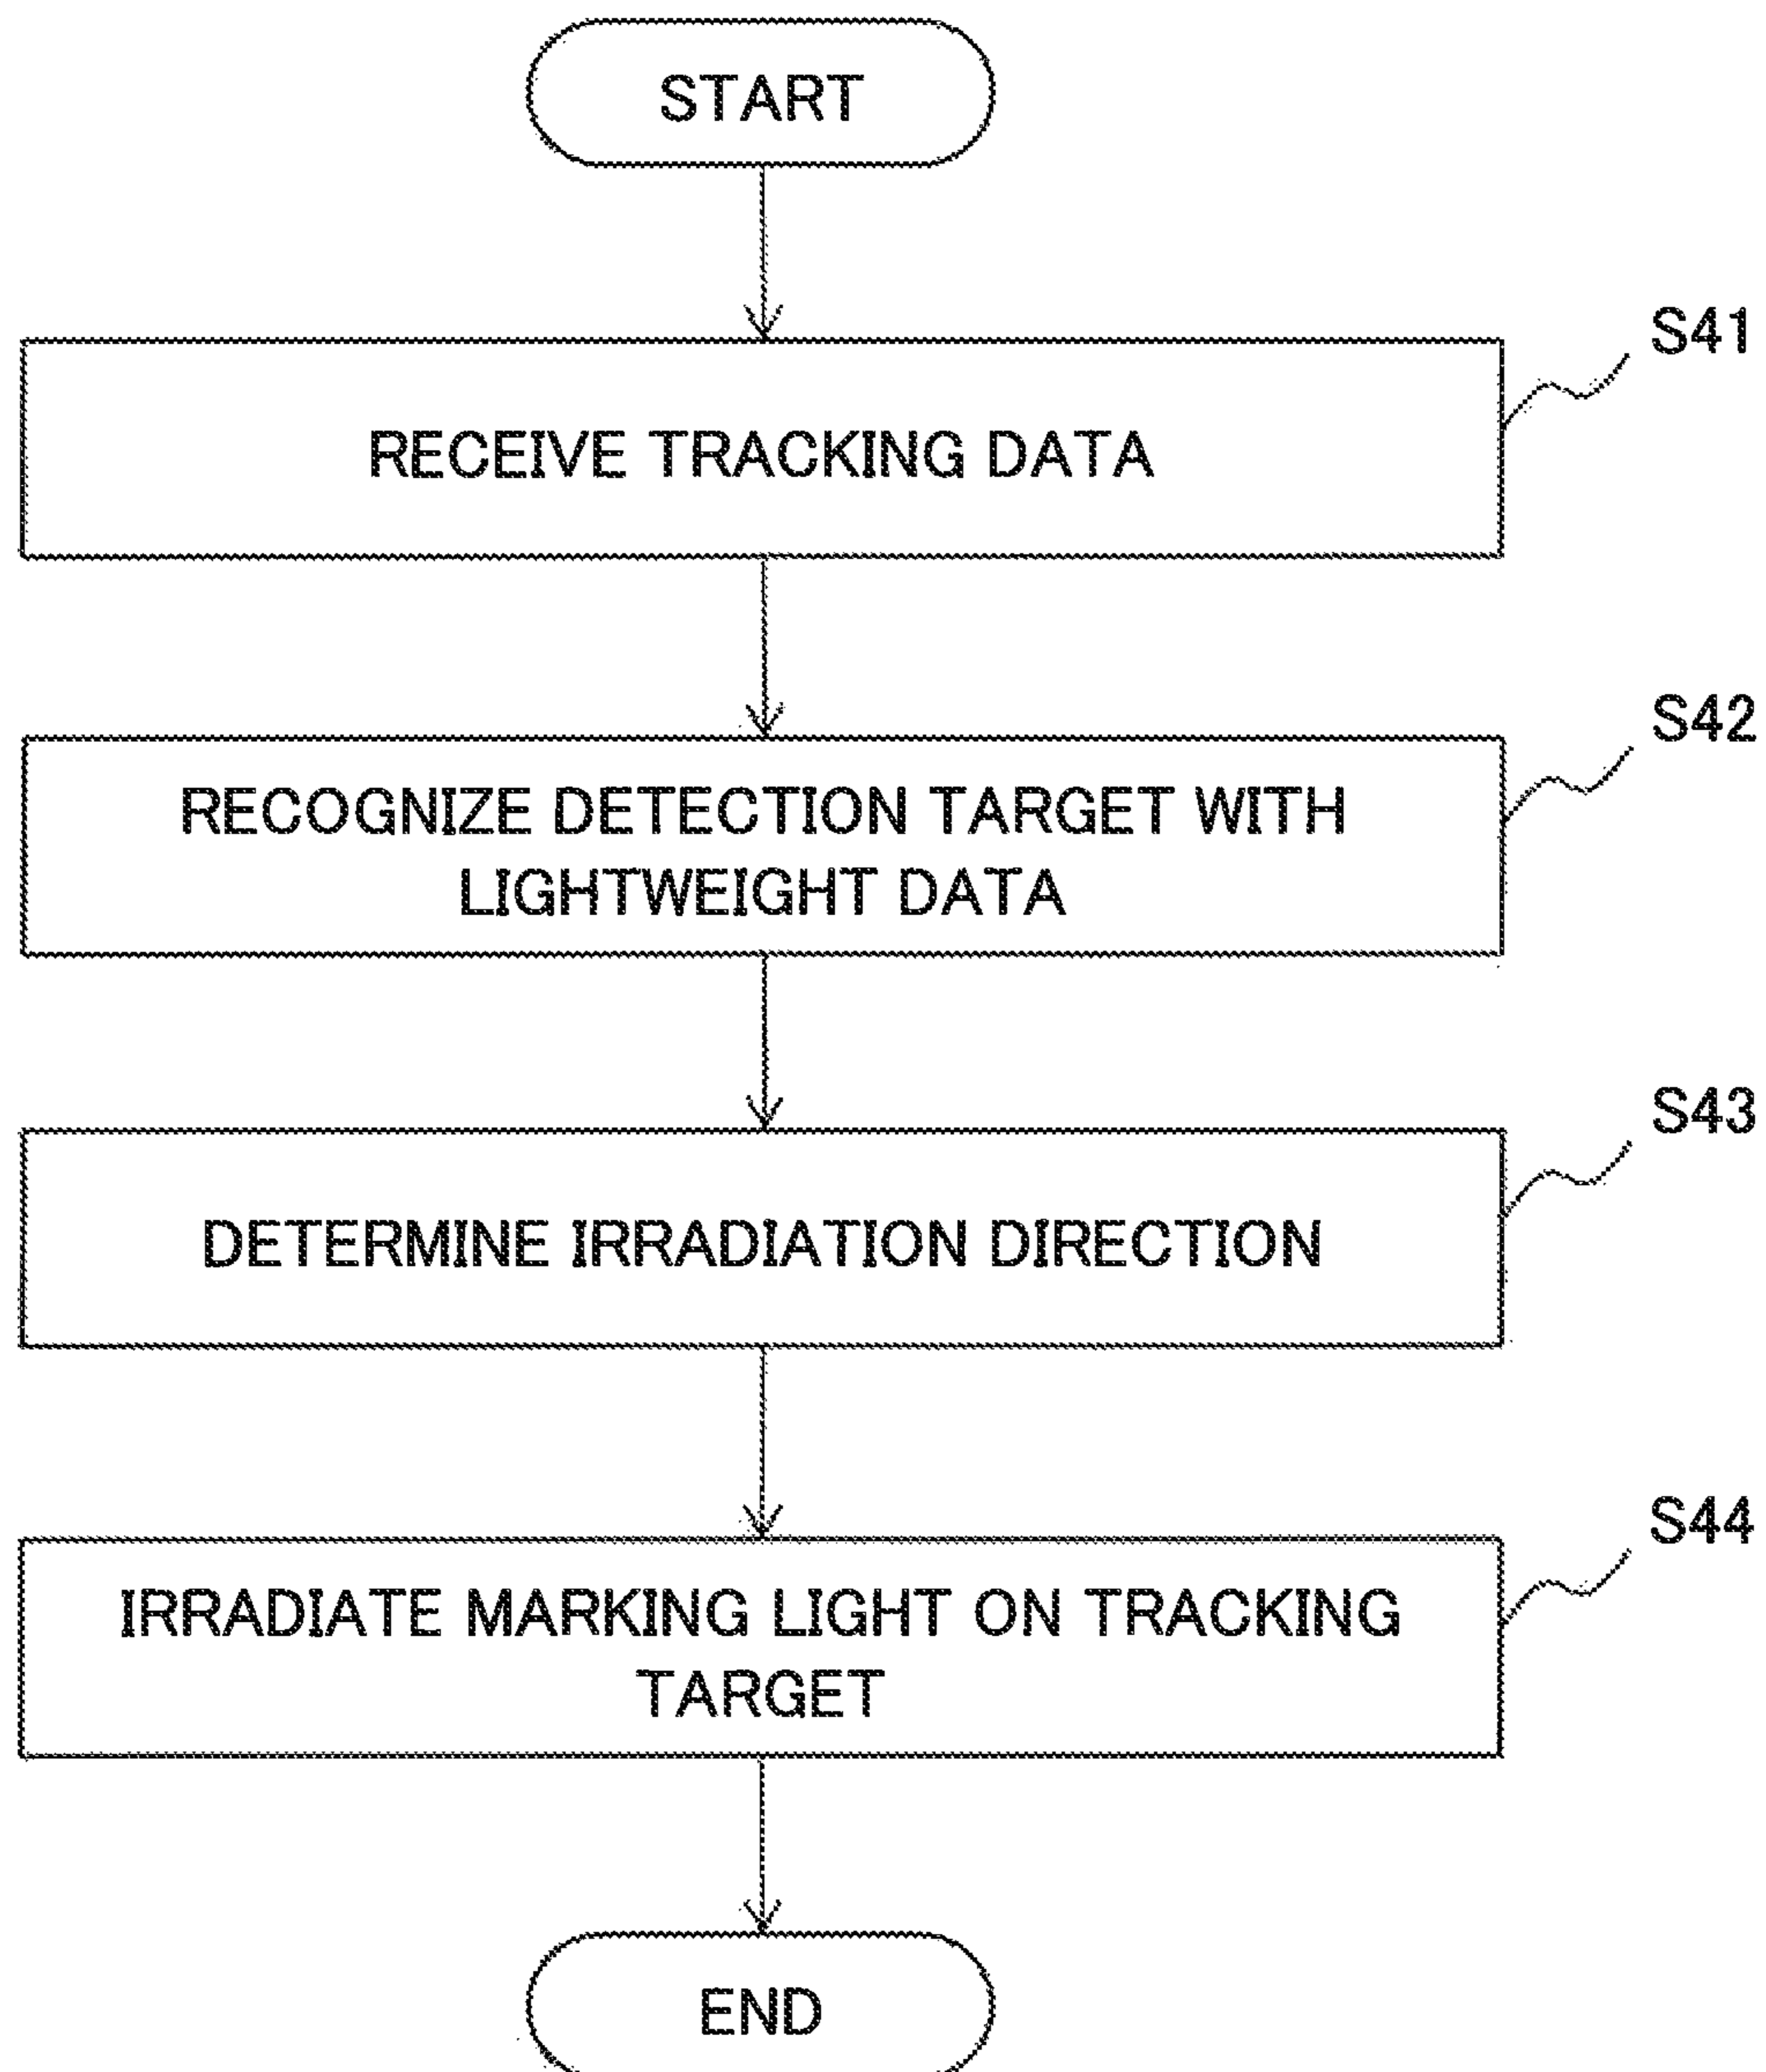 START
S41
RECEIVE TRACKING DATA
S42
RECOGNIZE DETECTION TARGET WITH
LIGHTWEIGHT DATA
S43
DETERMINE IRRADIATION DIRECTION
S44
IRRADIATE MARKING LIGHT ON TRACKING
TARGET
END